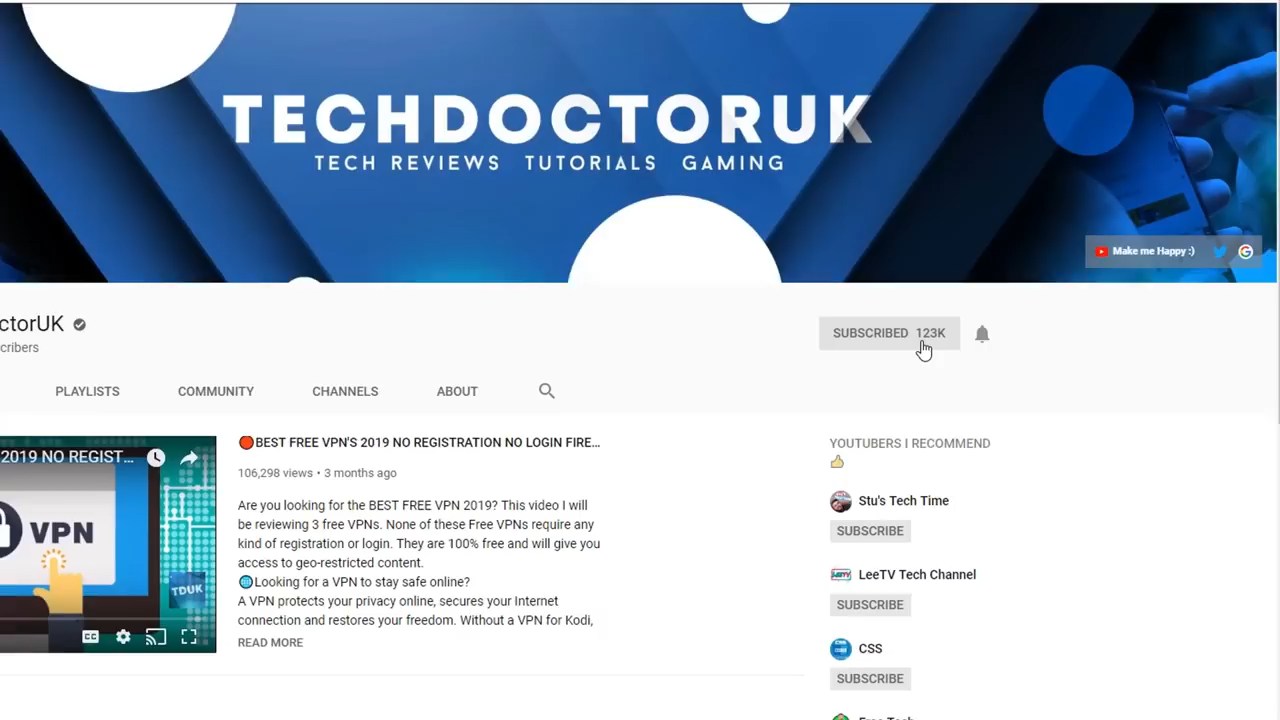 TECHDOCTORUK
TECH REVIEWS TUTORIALS GAMING
Make me Happy :)
ctorUK
cribers
SUBSCRIBED 123K
PLAYLISTS COMMUNITY CHANNELS ABOUT
2019 NO REGIST...
VPN
TDUK
BEST FREE VPN'S 2019 NO REGISTRATION NO LOGIN FIRE...
106,298 views • 3 months ago
Are you looking for the BEST FREE VPN 2019? This video I will
be reviewing 3 free VPNs. None of these Free VPNs require any
kind of registration or login. They are 100% free and will give you
access to geo-restricted content.
Looking for a VPN to stay safe online?
A VPN protects your privacy online, secures your Internet
connection and restores your freedom. Without a VPN for Kodi,
READ MORE
YOUTUBERS I RECOMMEND
Stu's Tech Time
SUBSCRIBE
LeeTV Tech Channel
SUBSCRIBE
CSS
SUBSCRIBE